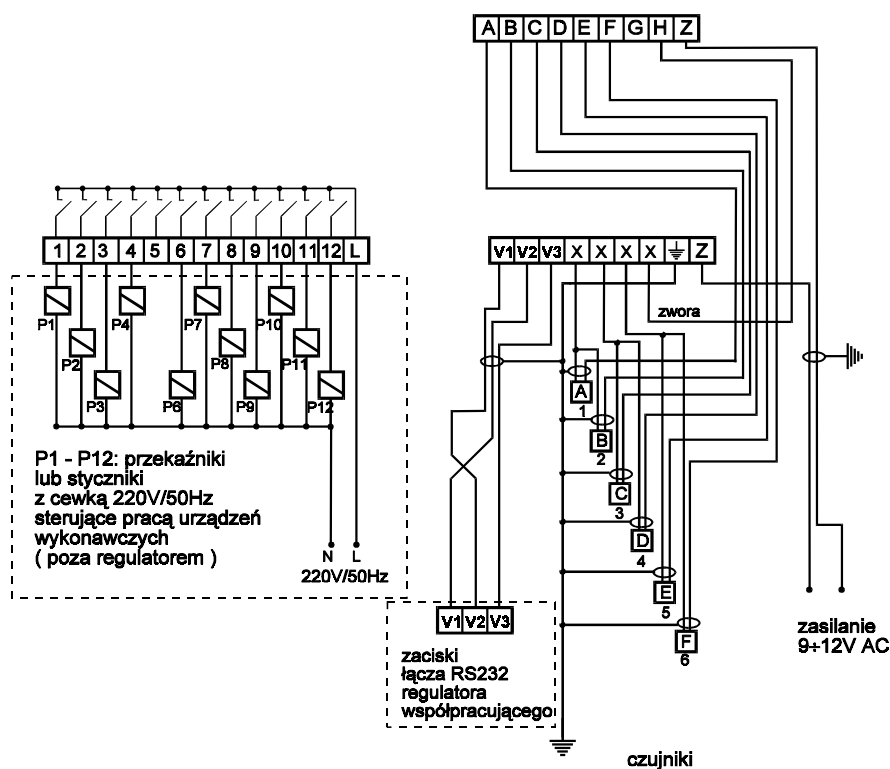 A B C D E F G H Z
1 2 3 4 5 6 7 8 9 10 11 12 L
V1 V2 V3 X X X X Z
zwora
P1 P4 P7 P10
P2 P8 P11
P3 P6 P9 P12
A
1
B
2
C
3
D
4
E
5
F
6
P1 - P12: przekaźniki
lub styczniki
z cewką 220V/50Hz
sterujące pracą urządzeń
wykonawczych
( poza regulatorem )
N L
220V/50Hz
V1 V2 V3
zaciski
łącza RS232
regulatora
współpracującego
zasilanie
9÷12V AC
czujniki